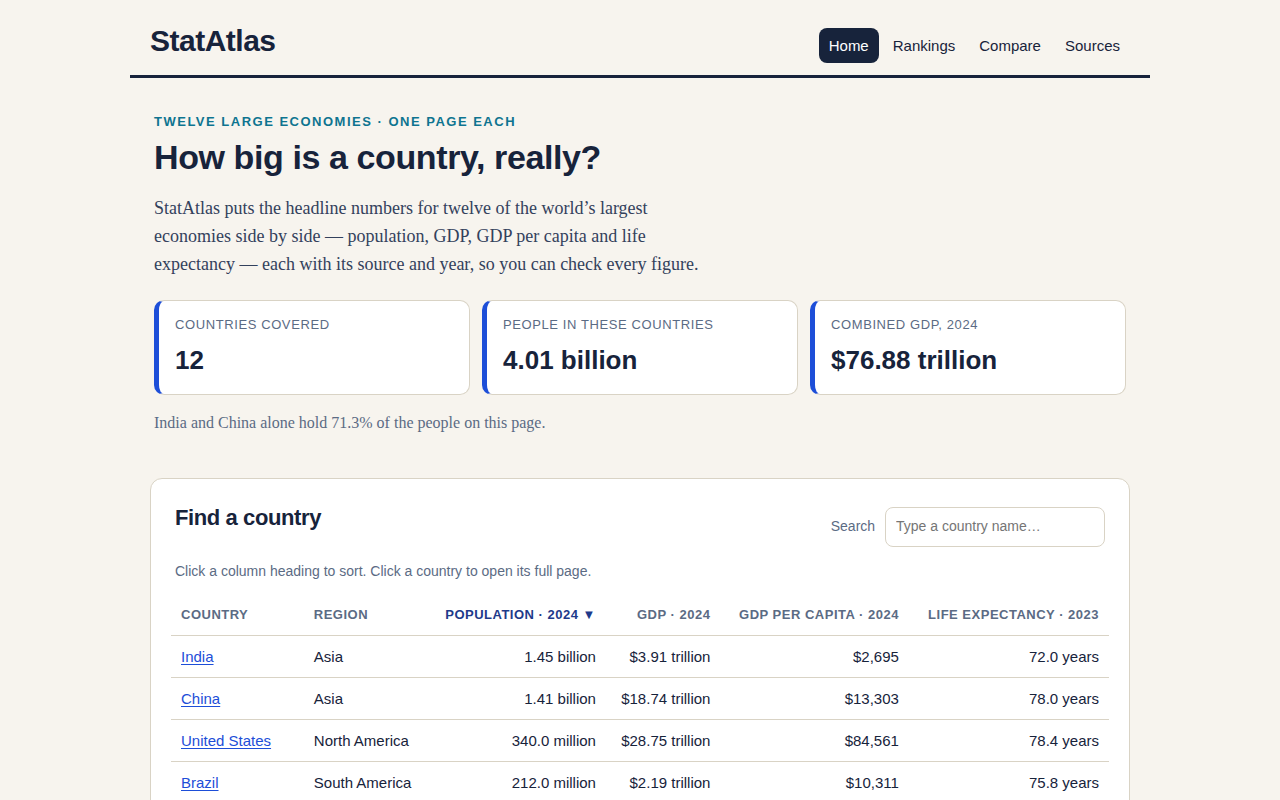 StatAtlas
Home Rankings Compare Sources
TWELVE LARGE ECONOMIES · ONE PAGE EACH
How big is a country, really?
StatAtlas puts the headline numbers for twelve of the world’s largest
economies side by side — population, GDP, GDP per capita and life
expectancy — each with its source and year, so you can check every figure.
COUNTRIES COVERED
12
PEOPLE IN THESE COUNTRIES
4.01 billion
COMBINED GDP, 2024
$76.88 trillion
India and China alone hold 71.3% of the people on this page.
Find a country
Search Type a country name…
Click a column heading to sort. Click a country to open its full page.
COUNTRY REGION POPULATION · 2024 ▼ GDP · 2024 GDP PER CAPITA · 2024 LIFE EXPECTANCY · 2023
India Asia 1.45 billion $3.91 trillion $2,695 72.0 years
China Asia 1.41 billion $18.74 trillion $13,303 78.0 years
United States North America 340.0 million $28.75 trillion $84,561 78.4 years
Brazil South America 212.0 million $2.19 trillion $10,311 75.8 years